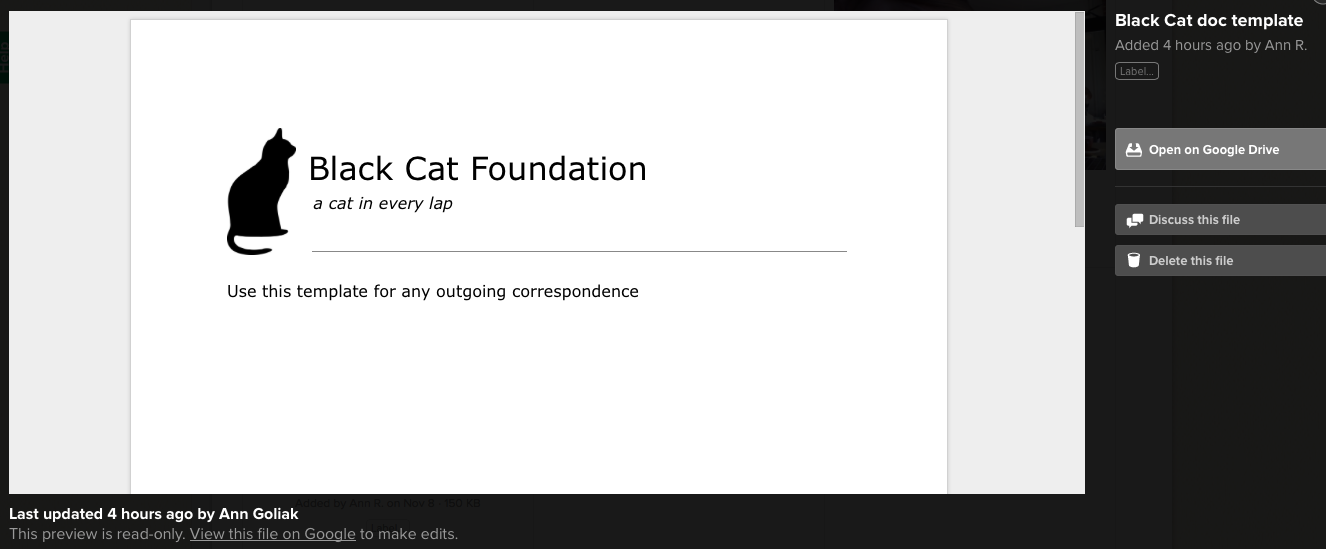 Black Cat Foundation
a cat in every lap
Use this template for any outgoing correspondence
Black Cat doc template
Added 4 hours ago by Ann R.
Label...
Open on Google Drive
Discuss this file
Delete this file
Added by Ann R. on Nov 8 · 150 KB
Last updated 4 hours ago by Ann Goliak
This preview is read-only. View this file on Google to make edits.